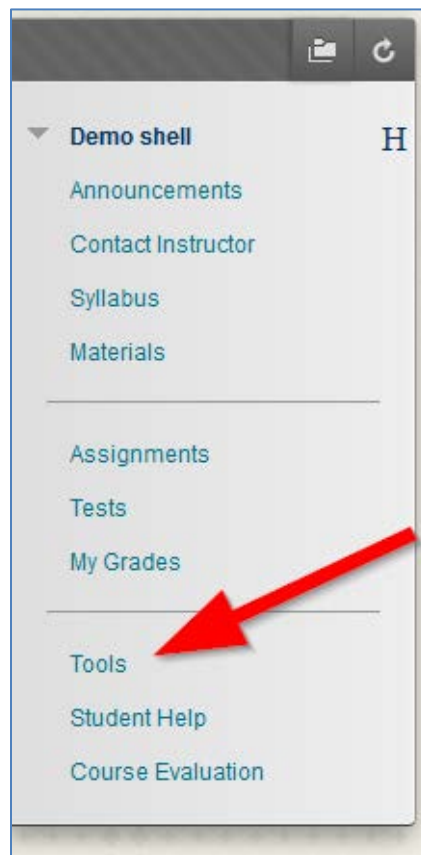 Demo shell H
Announcements
Contact Instructor
Syllabus
Materials
Assignments
Tests
My Grades
Tools
Student Help
Course Evaluation